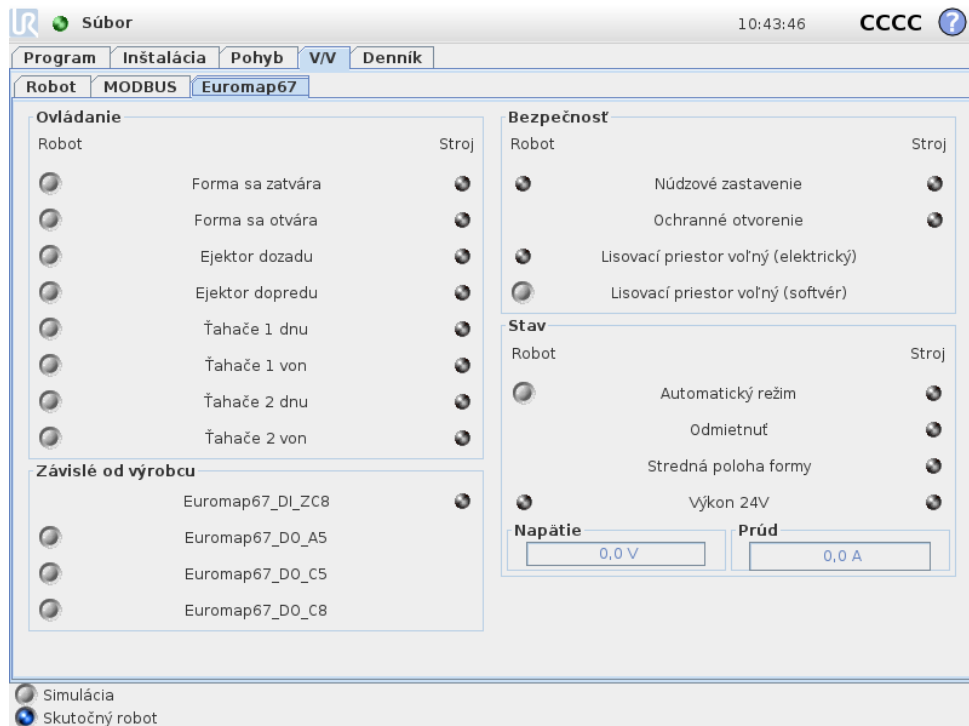 UR Súbor 10:43:46 CCCC ?
Program Inštalácia Pohyb V/V Denník
Robot MODBUS Euromap67
Ovládanie
Robot Stroj
Forma sa zatvára
Forma sa otvára
Ejektor dozadu
Ejektor dopredu
Ťahače 1 dnu
Ťahače 1 von
Ťahače 2 dnu
Ťahače 2 von
Závislé od výrobcu
Euromap67_DI_ZC8
Euromap67_DO_A5
Euromap67_DO_C5
Euromap67_DO_C8
Bezpečnosť
Robot Stroj
Núdzové zastavenie
Ochranné otvorenie
Lisovací priestor voľný (elektrický)
Lisovací priestor voľný (softvér)
Stav
Robot Stroj
Automatický režim
Odmietnuť
Stredná poloha formy
Výkon 24V
Napätie Prúd
0,0 V 0,0 A
Simulácia
Skutočný robot